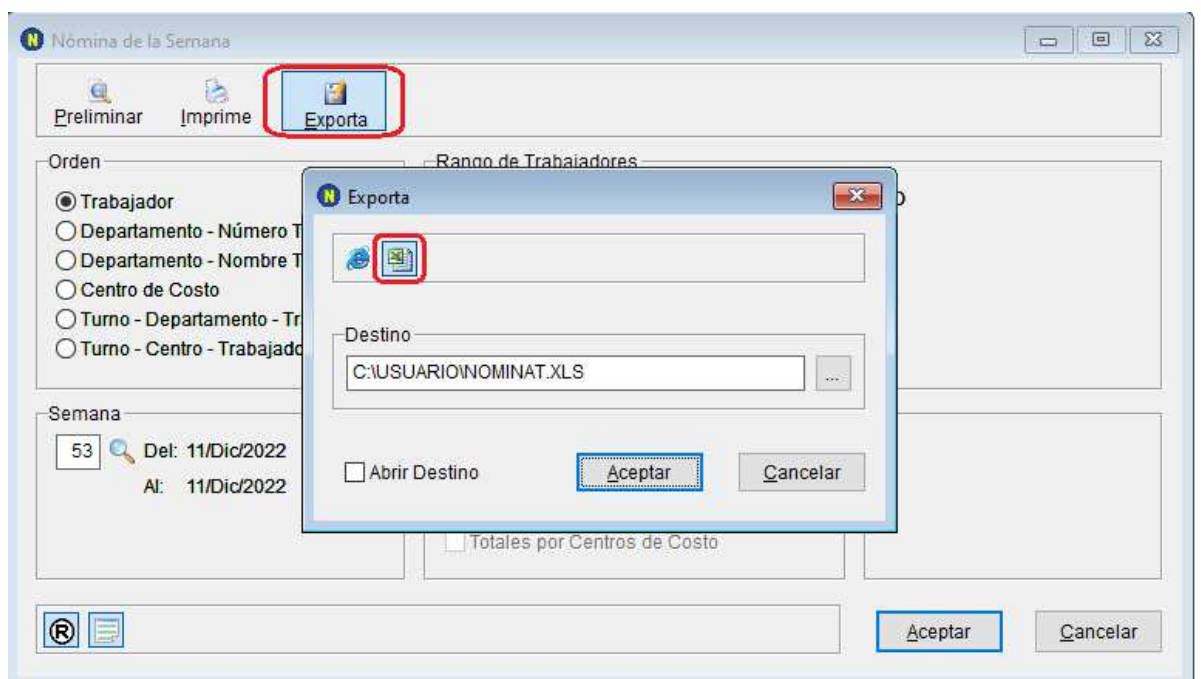 Nómina de la Semana
Preliminar Imprime Exporta
Orden
Rango de Trabajadores
Trabajador
Departamento - Número T
Departamento - Nombre T
Centro de Costo
Turno - Departamento - Tr
Turno - Centro - Trabajado
Exporta
Destino
C:\USUARIO\NOMINAT.XLS
...
Abrir Destino
Aceptar
Cancelar
Semana
53 Del: 11/Dic/2022
Al: 11/Dic/2022
Totales por Centros de Costo
®
Aceptar
Cancelar